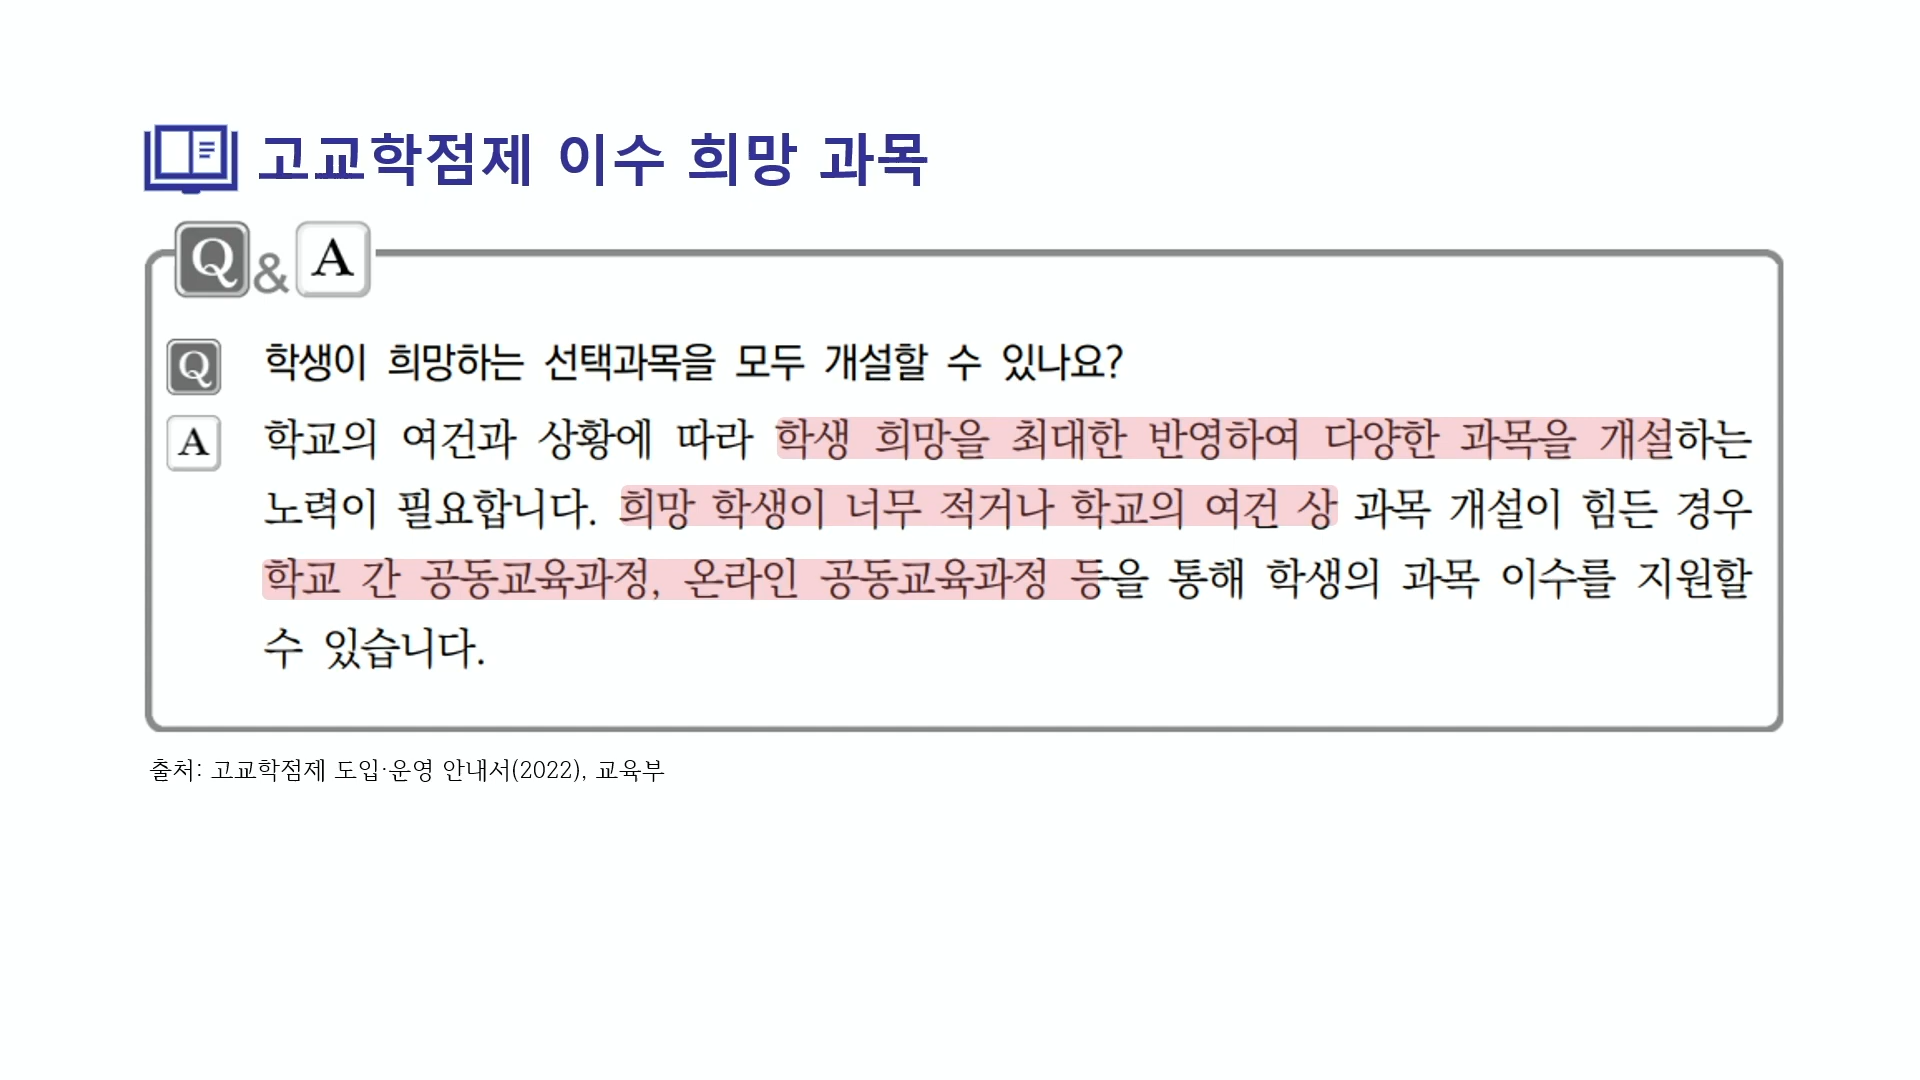 고교학점제 이수 희망 과목
Q & A
Q 학생이 희망하는 선택과목을 모두 개설할 수 있나요?
A 학교의 여건과 상황에 따라 학생 희망을 최대한 반영하여 다양한 과목을 개설하는
노력이 필요합니다. 희망 학생이 너무 적거나 학교의 여건 상 과목 개설이 힘든 경우
학교 간 공동교육과정, 온라인 공동교육과정 등을 통해 학생의 과목 이수를 지원할
수 있습니다.
출처: 고교학점제 도입·운영 안내서(2022), 교육부